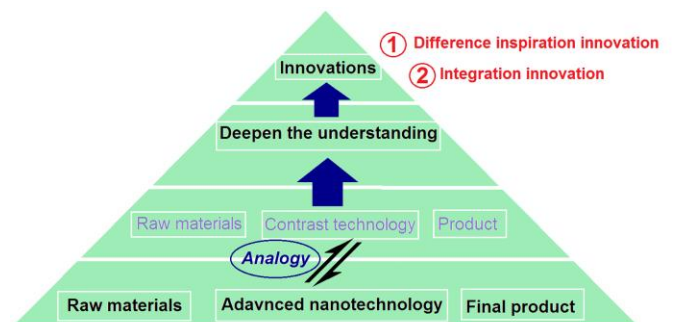 ① Difference inspiration innovation
Innovations
② Integration innovation
Deepen the understanding
Raw materials Contrast technology Product
Analogy
Raw materials Adavnced nanotechnology Final product